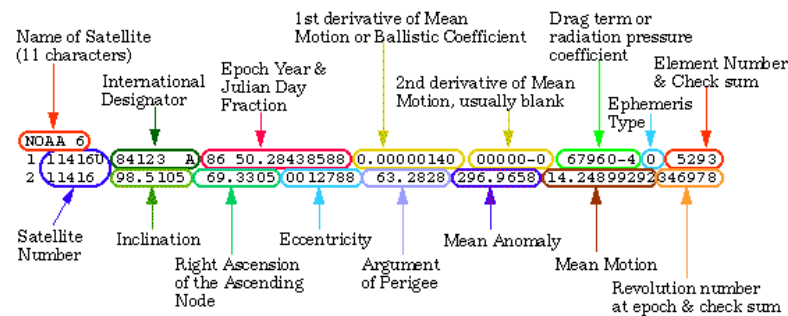 Name of Satellite
(11 characters)
International
Designator
Epoch Year &
Julian Day
Fraction
1st derivative of Mean
Motion or Ballistic Coefficient
2nd derivative of Mean
Motion, usually blank
Drag term or
radiation pressure
coefficient
Ephemeris
Type
Element Number
& Check sum
NOAA 6
1 11416U 84123 A 86 50.28438588 0.00000140 00000-0 67960-4 0 5293
2 11416 98.5105 69.3305 0012788 63.2828 296.9658 14.24899292346978
Satellite
Number
Inclination
Right Ascension
of the Ascending
Node
Eccentricity
Argument
of Perigee
Mean Anomaly
Mean Motion
Revolution number
at epoch & check sum